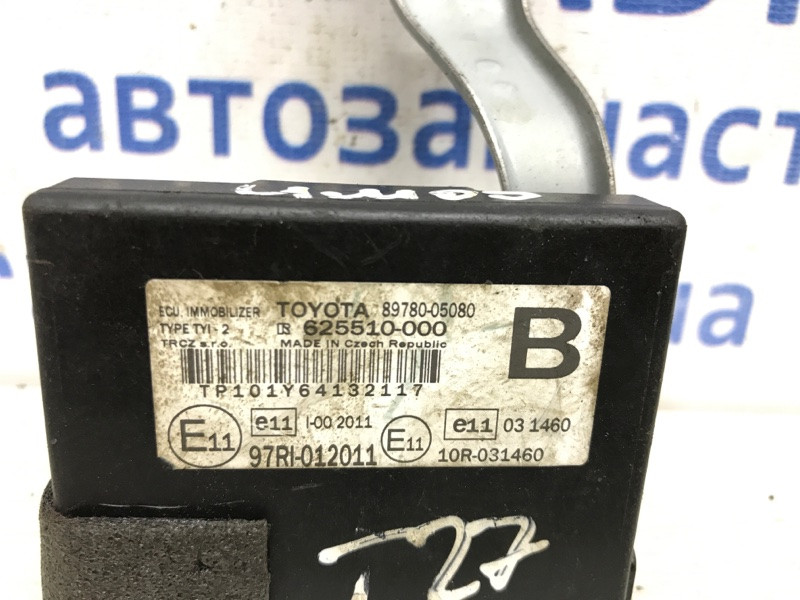 автозапчаст
ECU, IMMOBILIZER TOYOTA 89780-05080
TYPE TYI-2 625510-000
TRCZ s.r.o. MADE IN Czech Republic
B
TP101Y64132117
E11 e11 I-00 2011 E11 e11 03 1460
97RI-012011 10R-031460
T27